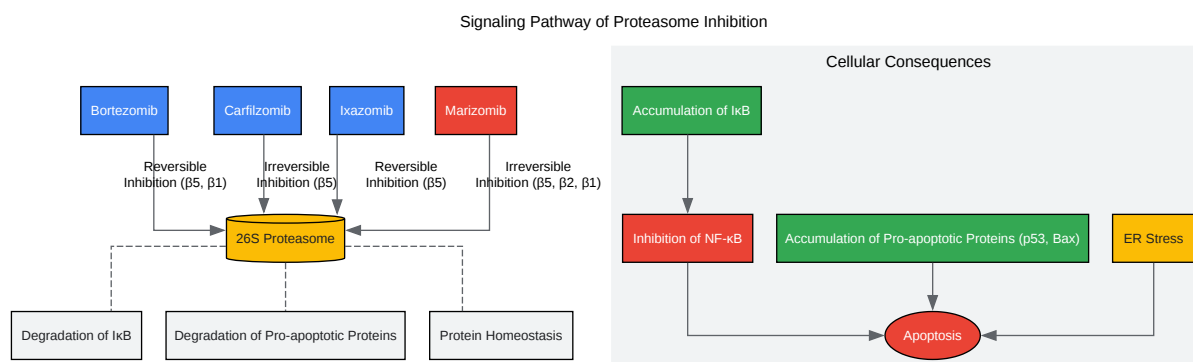 Signaling Pathway of Proteasome Inhibition
Cellular Consequences
Bortezomib
Carfilzomib
Ixazomib
Marizomib
Accumulation of IκB
Reversible
Inhibition (β5, β1)
Irreversible
Inhibition (β5)
Reversible
Inhibition (β5)
Irreversible
Inhibition (β5, β2, β1)
26S Proteasome
Inhibition of NF-κB
Accumulation of Pro-apoptotic Proteins (p53, Bax)
ER Stress
Degradation of IκB
Degradation of Pro-apoptotic Proteins
Protein Homeostasis
Apoptosis